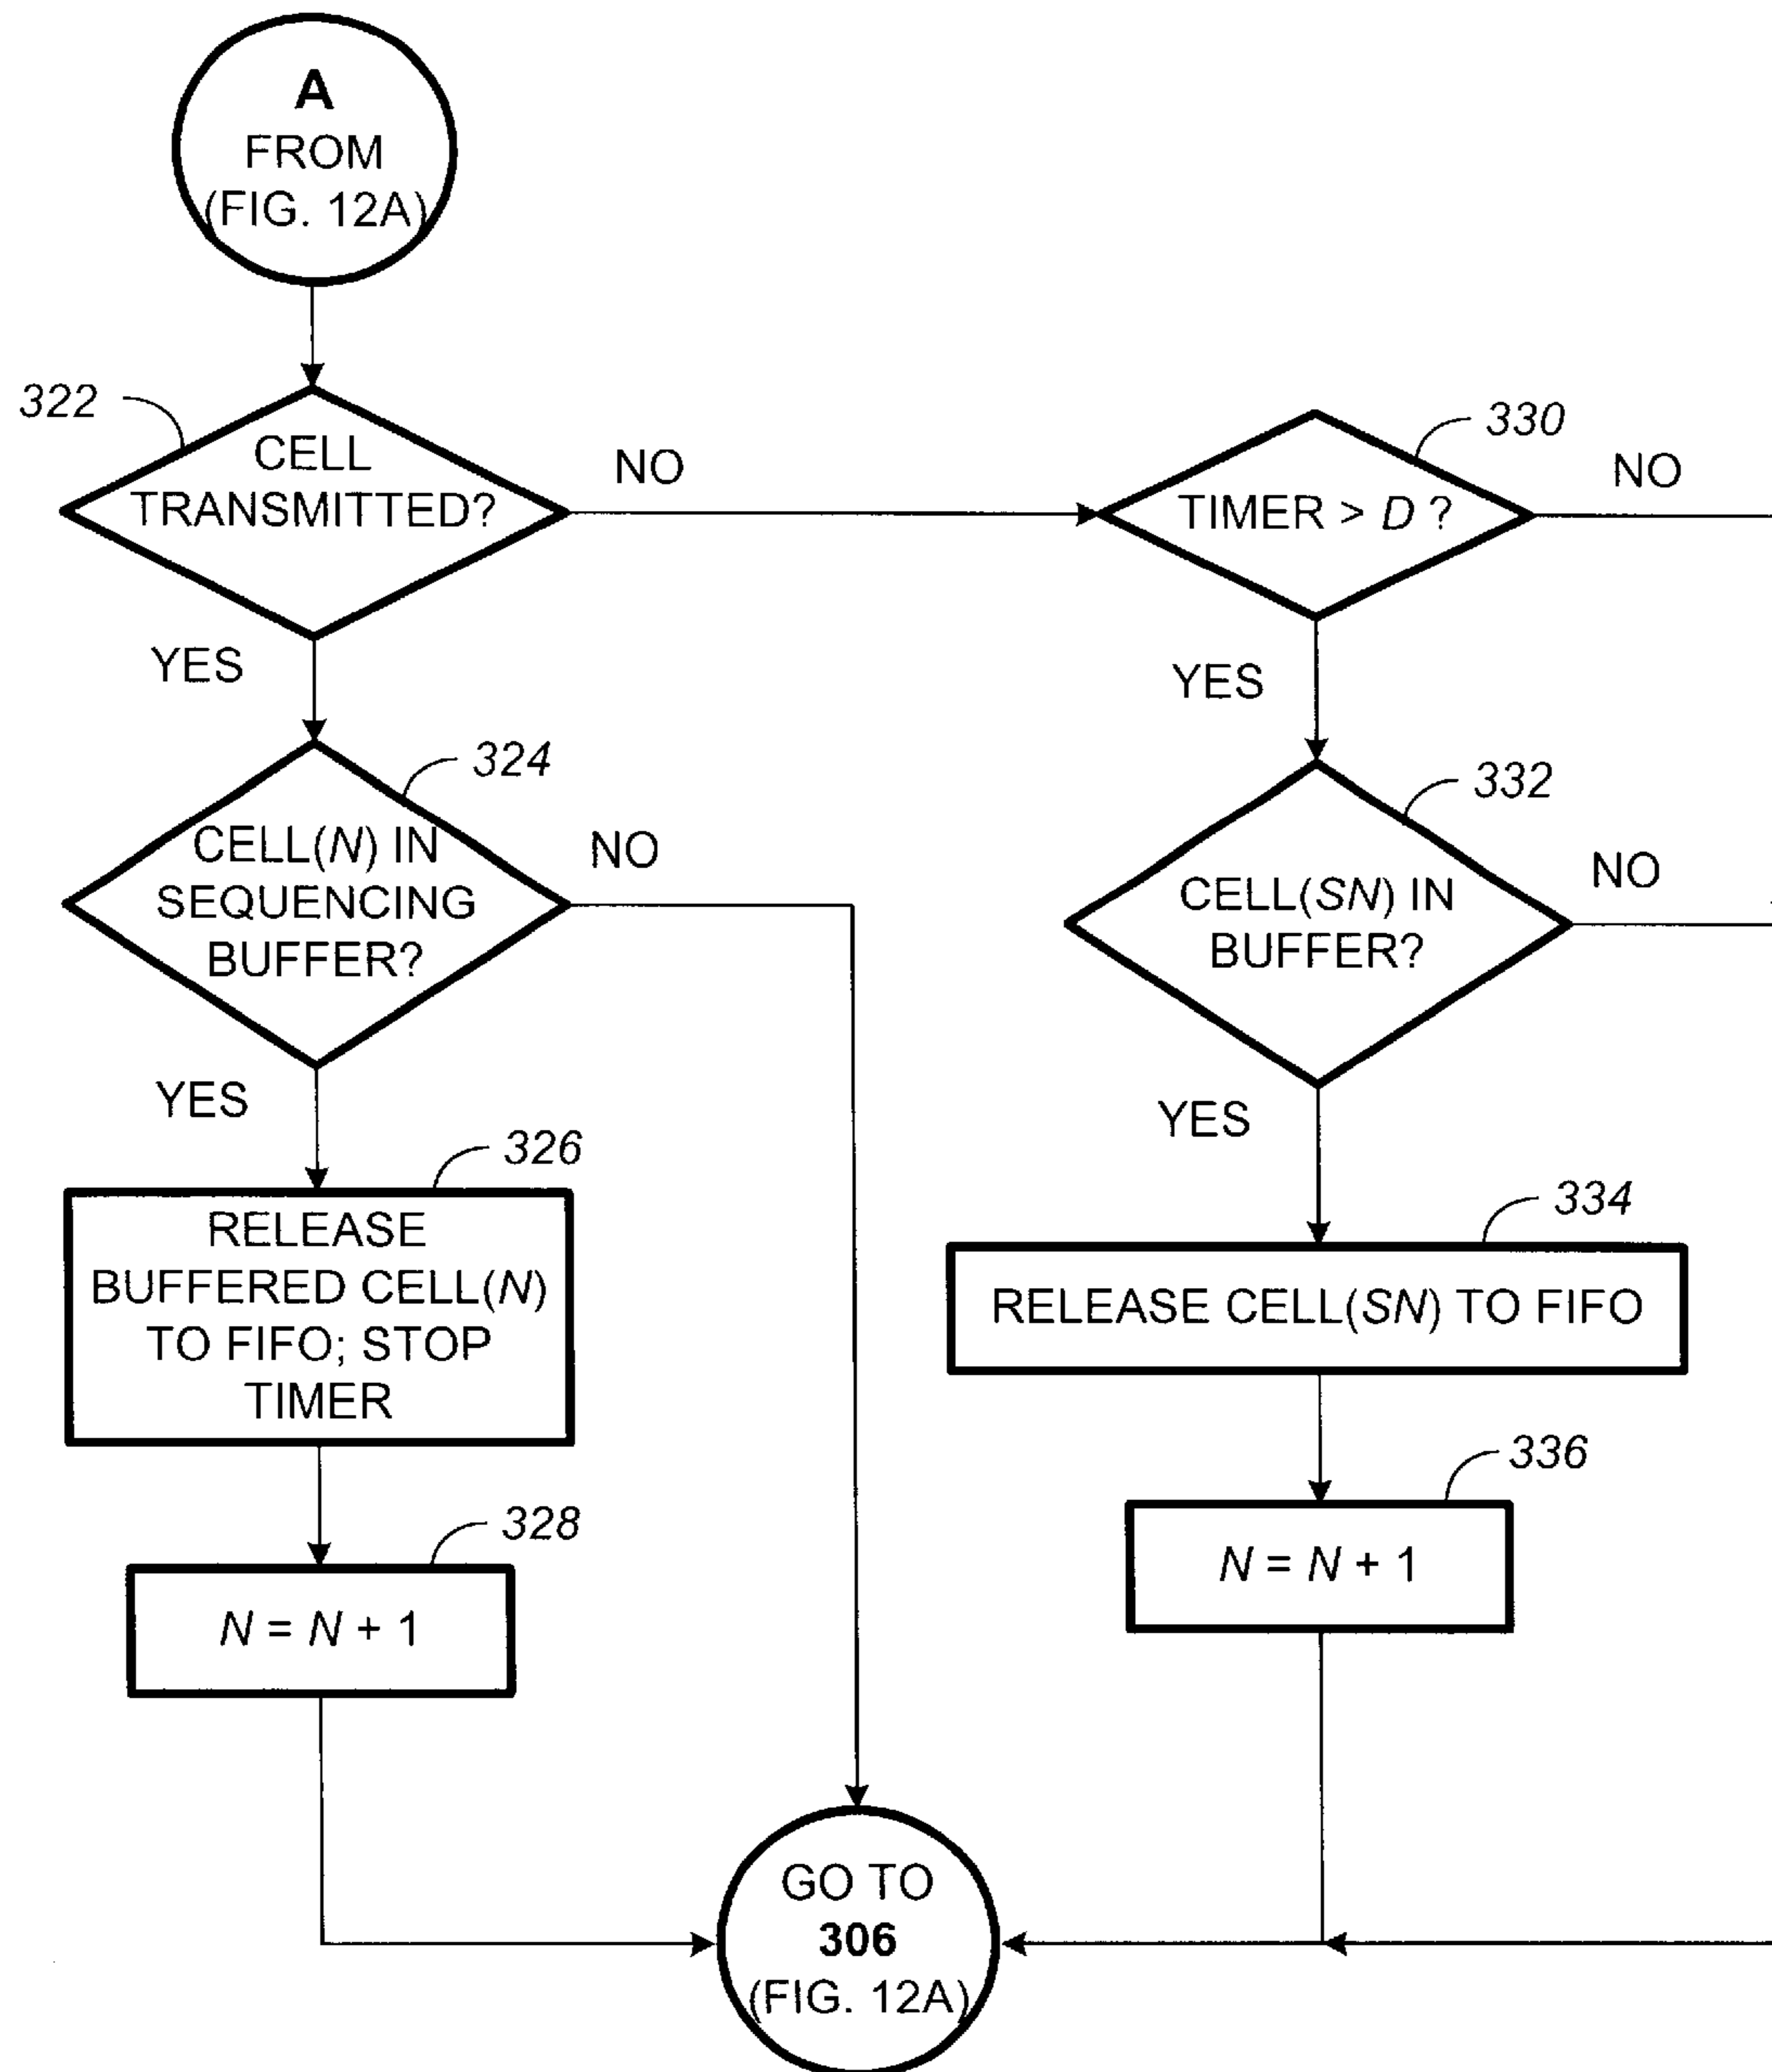 A
FROM
(FIG. 12A)
322
CELL
TRANSMITTED?
NO
YES
330
TIMER > D ?
NO
YES
324
CELL(N) IN
SEQUENCING
BUFFER?
NO
YES
332
CELL(SN) IN
BUFFER?
NO
YES
326
RELEASE
BUFFERED CELL(N)
TO FIFO; STOP
TIMER
334
RELEASE CELL(SN) TO FIFO
328
N = N + 1
336
N = N + 1
GO TO
306
(FIG. 12A)